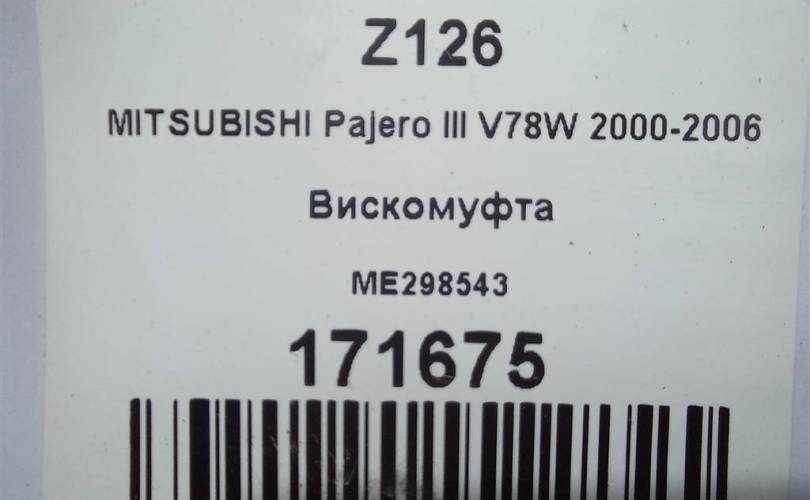 Z126
MITSUBISHI Pajero III V78W 2000-2006
Вискомуфта
ME298543
171675